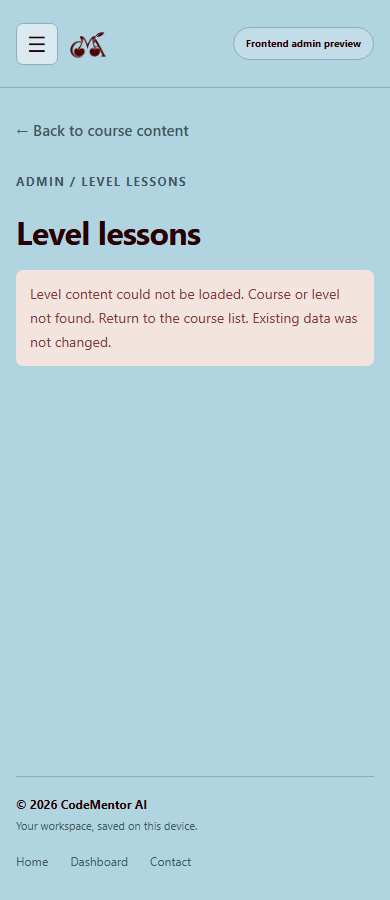 Frontend admin preview
← Back to course content
ADMIN / LEVEL LESSONS
Level lessons
Level content could not be loaded. Course or level
not found. Return to the course list. Existing data was
not changed.
© 2026 CodeMentor AI
Your workspace, saved on this device.
Home Dashboard Contact